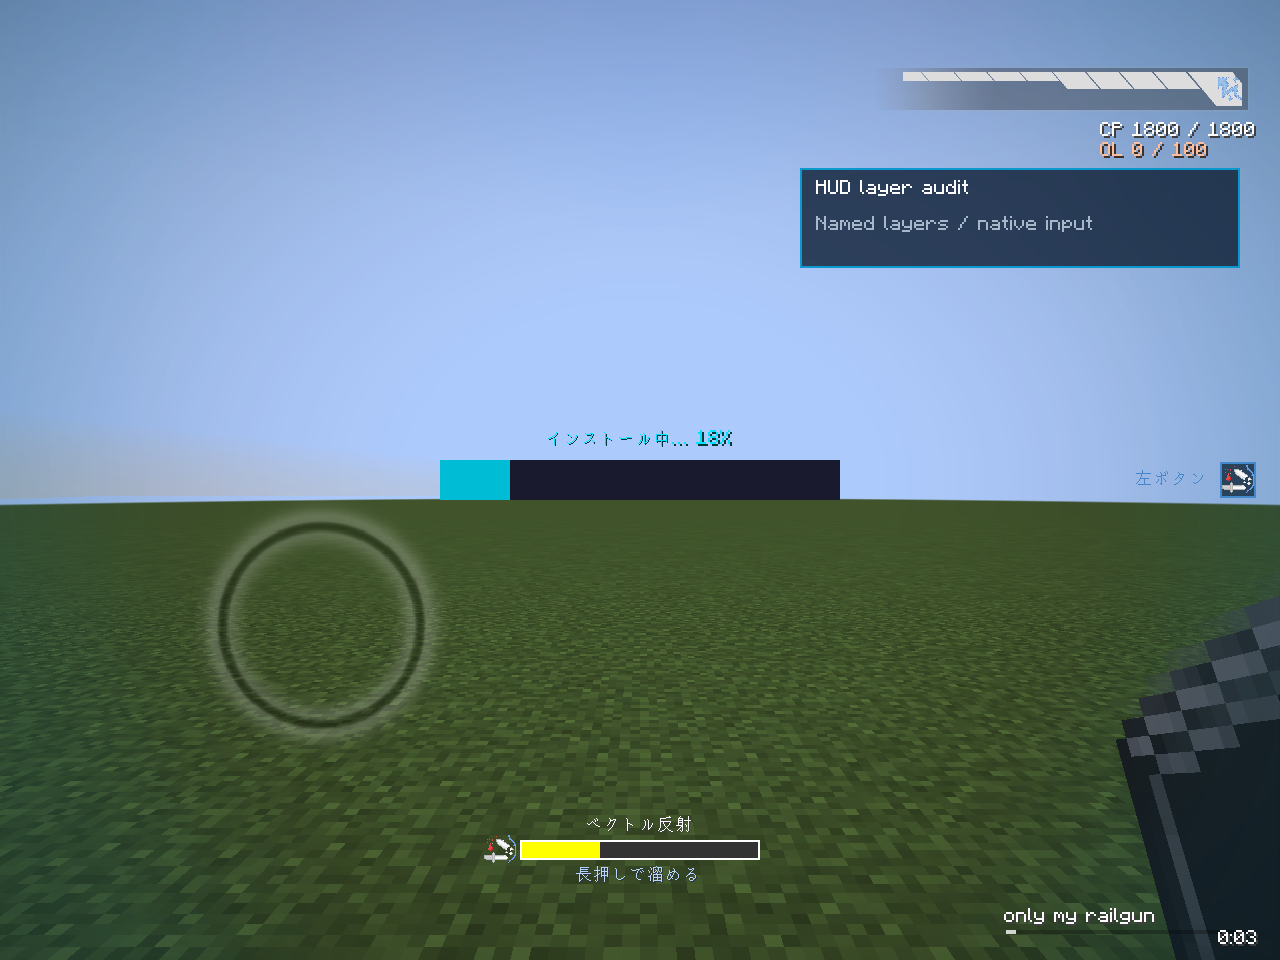 CP 1800 / 1800
OL 0 / 100
HUD layer audit
Named layers / native input
インストール中... 18%
左ボタン
ベクトル反射
長押しで溜める
only my railgun
0:03